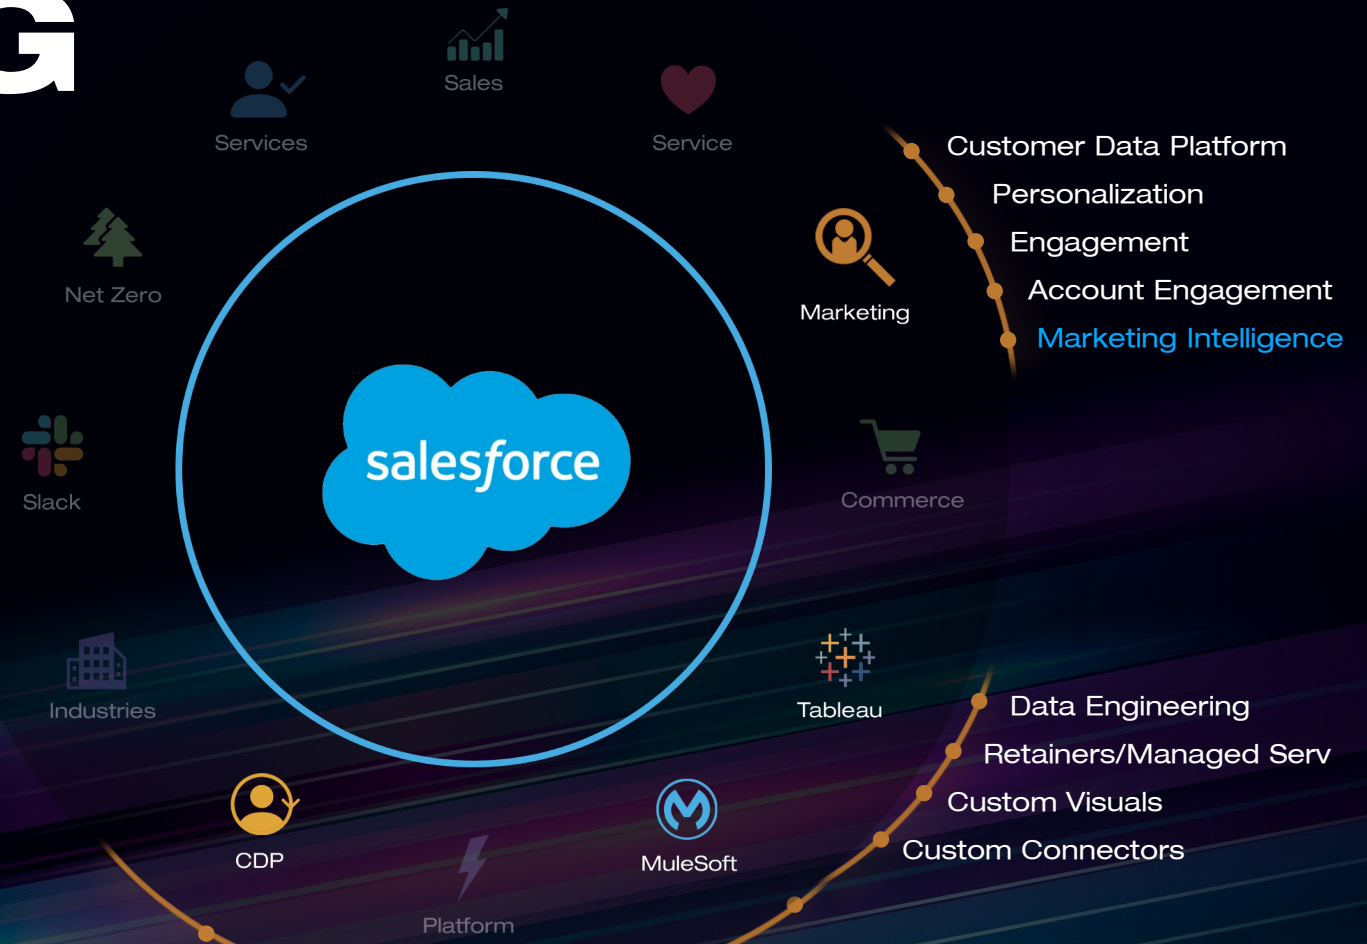 G
Sales
Services
Service
Customer Data Platform
Personalization
Engagement
Account Engagement
Marketing Intelligence
Net Zero
Marketing
salesforce
Slack
Commerce
Industries
Tableau
Data Engineering
Retainers/Managed Serv
Custom Visuals
Custom Connectors
CDP
MuleSoft
Platform